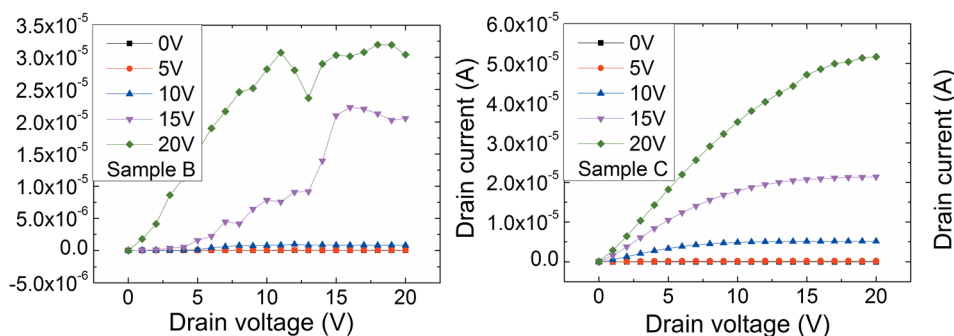 3.5x10⁻⁵
3.0x10⁻⁵
2.5x10⁻⁵
2.0x10⁻⁵
1.5x10⁻⁵
1.0x10⁻⁵
5.0x10⁻⁶
0.0
-5.0x10⁻⁶
0V
5V
10V
15V
20V
Sample B
0 5 10 15 20
Drain voltage (V)
Drain current (A)
6.0x10⁻⁵
5.0x10⁻⁵
4.0x10⁻⁵
3.0x10⁻⁵
2.0x10⁻⁵
1.0x10⁻⁵
0.0
0V
5V
10V
15V
20V
Sample C
0 5 10 15 20
Drain voltage (V)
Drain current (A)